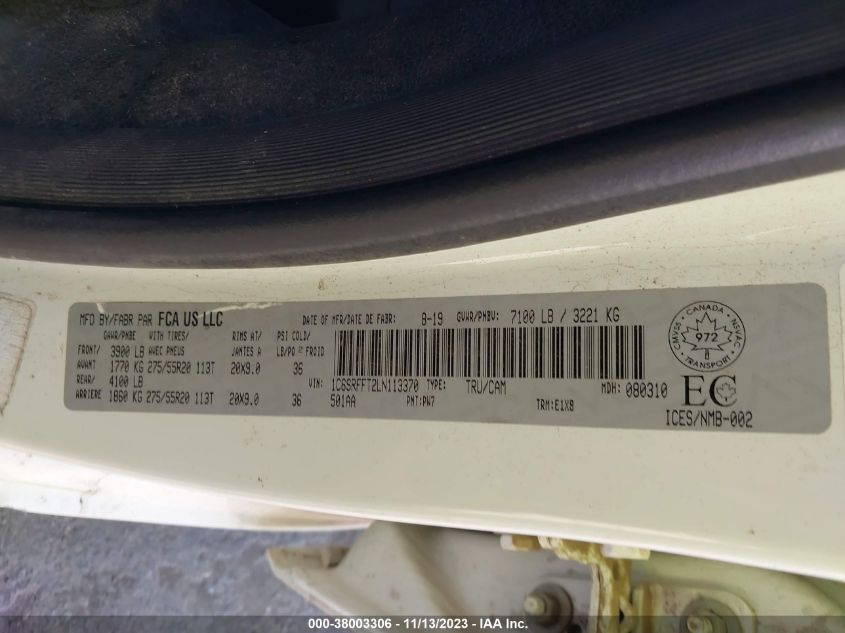 MFD BY/FABR PAR FCA US LLC
DATE OF MFR/DATE DE FABR: 8-19 GVWR/PNBV: 7100 LB / 3221 KG
GAWR/PNBE WITH TIRES/ RIMS AT/ PSI COLD/
FRONT/ 3900 LB AVEC PNEUS JANTES A LB/PO 2 FROID
AVANT 1770 KG 275/55R20 113T 20X9.0 36
REAR/ 4100 LB
ARRIERE 1860 KG 275/55R20 113T 20X9.0 36
VIN: 1C6SRFFT2LN113370 TYPE: TRU/CAM MDH: 080310
501AA PNT:PW7 TRM:E1X8
CANADA
CMVSS NSVAC
972
TRANSPORT
EC
ICES/NMB-002
000-38003306 - 11/13/2023 - IAA Inc.